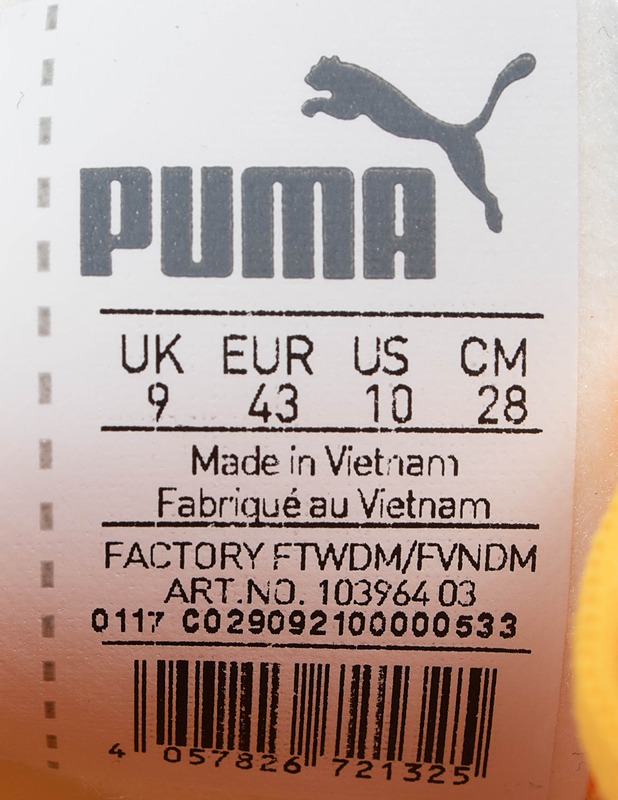 PUMA
UK EUR US CM
9 43 10 28
Made in Vietnam
Fabriqué au Vietnam
FACTORY FTWDM/FVNDM
ART.NO. 103964 03
0117 C029092100000533
4 057826 721325